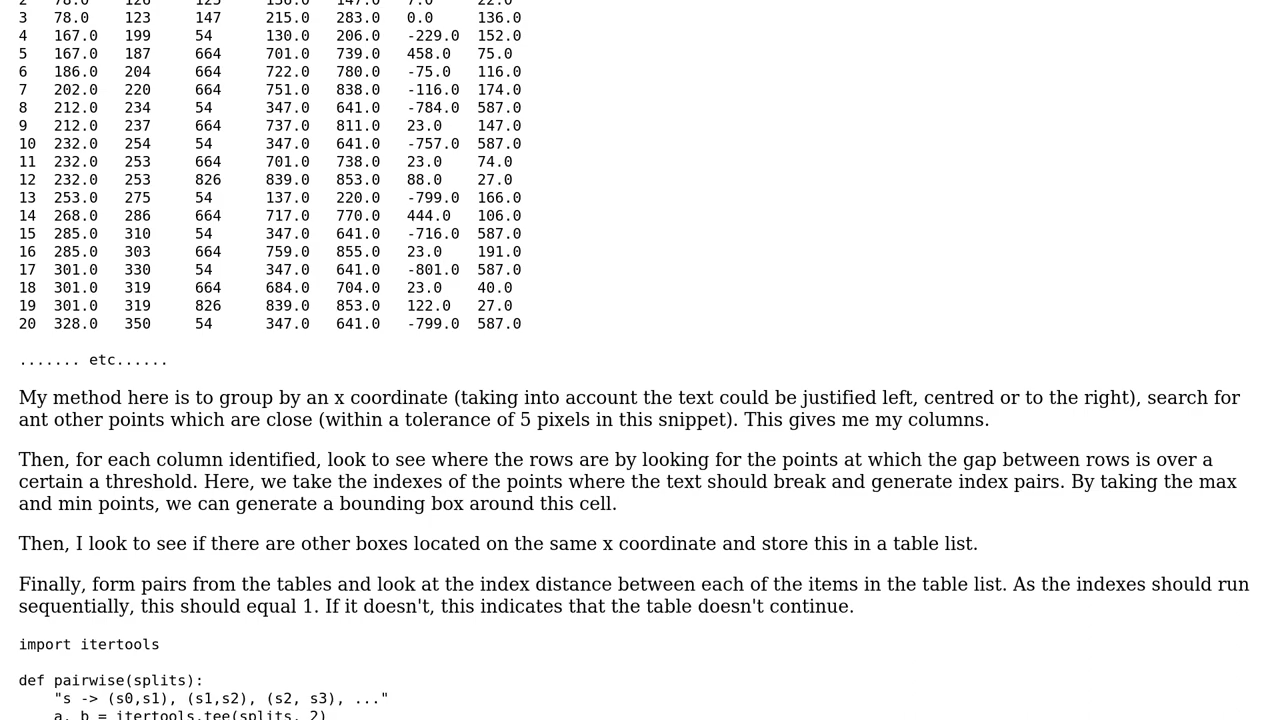 2 78.0 126 125 136.0 147.0 7.0 22.0
3 78.0 123 147 215.0 283.0 0.0 136.0
4 167.0 199 54 130.0 206.0 -229.0 152.0
5 167.0 187 664 701.0 739.0 458.0 75.0
6 186.0 204 664 722.0 780.0 -75.0 116.0
7 202.0 220 664 751.0 838.0 -116.0 174.0
8 212.0 234 54 347.0 641.0 -784.0 587.0
9 212.0 237 664 737.0 811.0 23.0 147.0
10 232.0 254 54 347.0 641.0 -757.0 587.0
11 232.0 253 664 701.0 738.0 23.0 74.0
12 232.0 253 826 839.0 853.0 88.0 27.0
13 253.0 275 54 137.0 220.0 -799.0 166.0
14 268.0 286 664 717.0 770.0 444.0 106.0
15 285.0 310 54 347.0 641.0 -716.0 587.0
16 285.0 303 664 759.0 855.0 23.0 191.0
17 301.0 330 54 347.0 641.0 -801.0 587.0
18 301.0 319 664 684.0 704.0 23.0 40.0
19 301.0 319 826 839.0 853.0 122.0 27.0
20 328.0 350 54 347.0 641.0 -799.0 587.0
....... etc......
My method here is to group by an x coordinate (taking into account the text could be justified left, centred or to the right), search for
ant other points which are close (within a tolerance of 5 pixels in this snippet). This gives me my columns.
Then, for each column identified, look to see where the rows are by looking for the points at which the gap between rows is over a
certain a threshold. Here, we take the indexes of the points where the text should break and generate index pairs. By taking the max
and min points, we can generate a bounding box around this cell.
Then, I look to see if there are other boxes located on the same x coordinate and store this in a table list.
Finally, form pairs from the tables and look at the index distance between each of the items in the table list. As the indexes should run
sequentially, this should equal 1. If it doesn't, this indicates that the table doesn't continue.
import itertools
def pairwise(splits):
"s -> (s0,s1), (s1,s2), (s2, s3), ..."
a, b = itertools.tee(splits, 2)